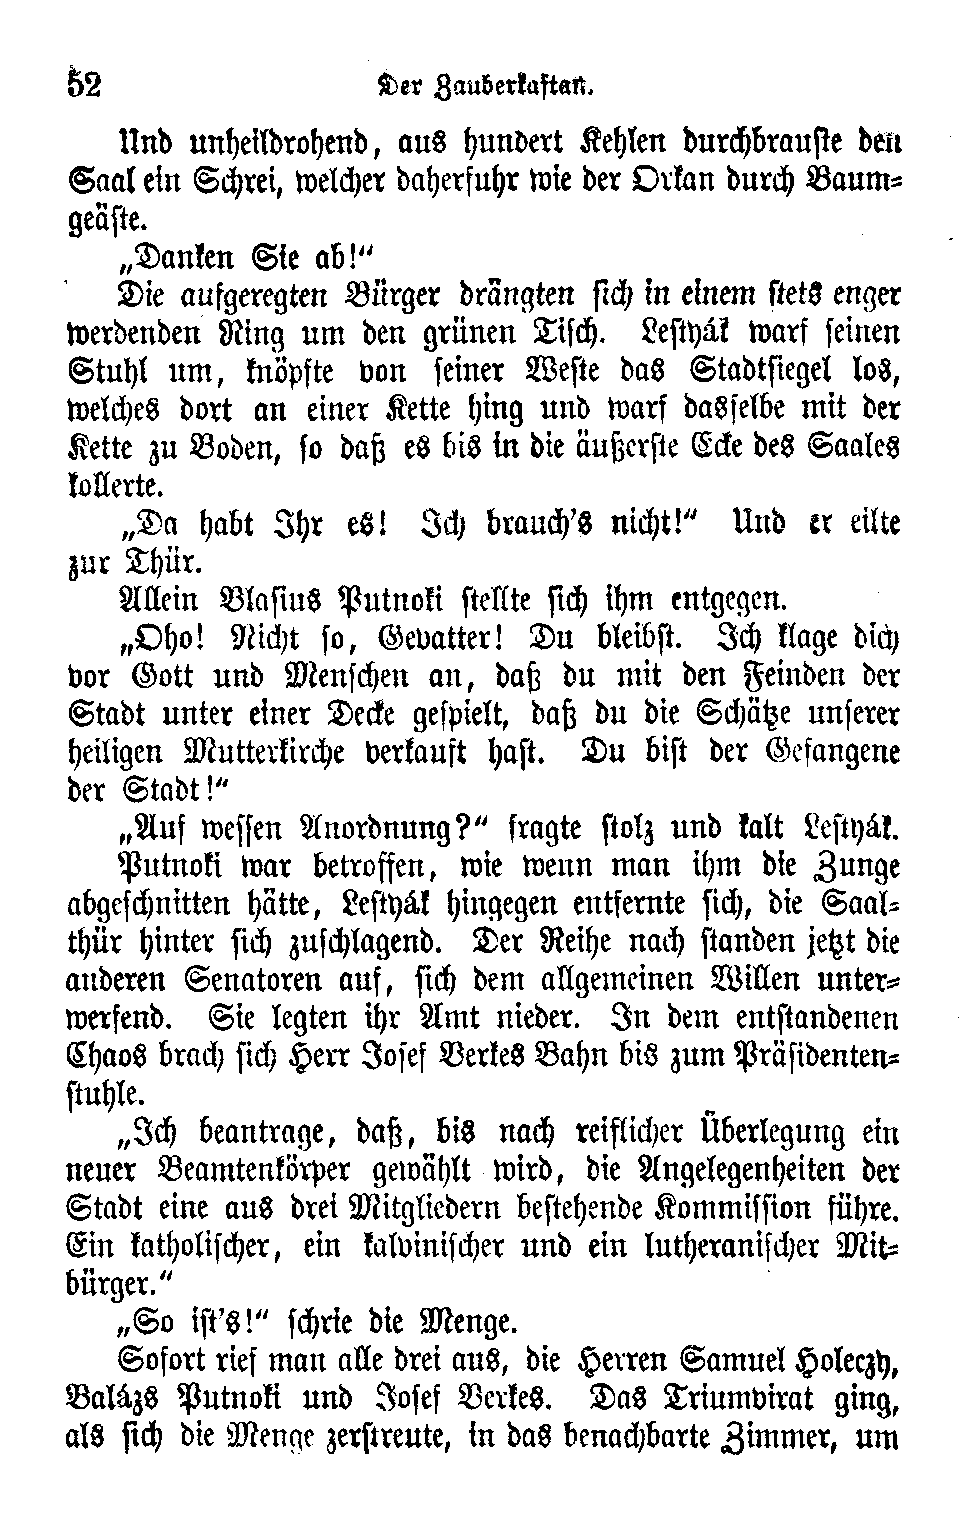 52 Der Zauberkaftan.
Und unheildrohend, aus hundert Kehlen durchbrauste den
Saal ein Schrei, welcher daherfuhr wie der Orkan durch Baum-
geäste.
„Danken Sie ab!“
Die aufgeregten Bürger drängten sich in einem stets enger
werdenden Ring um den grünen Tisch. Lestyák warf seinen
Stuhl um, knöpfte von seiner Weste das Stadtsiegel los,
welches dort an einer Kette hing und warf dasselbe mit der
Kette zu Boden, so daß es bis in die äußerste Ecke des Saales
kollerte.
„Da habt Ihr es! Ich brauch's nicht!“ Und er eilte
zur Thür.
Allein Blasius Putnoki stellte sich ihm entgegen.
„Oho! Nicht so, Gevatter! Du bleibst. Ich klage dich
vor Gott und Menschen an, daß du mit den Feinden der
Stadt unter einer Decke gespielt, daß du die Schätze unserer
heiligen Mutterkirche verkauft hast. Du bist der Gefangene
der Stadt!“
„Auf wessen Anordnung?“ fragte stolz und kalt Lestyák.
Putnoki war betroffen, wie wenn man ihm die Zunge
abgeschnitten hätte, Lestyák hingegen entfernte sich, die Saal-
thür hinter sich zuschlagend. Der Reihe nach standen jetzt die
anderen Senatoren auf, sich dem allgemeinen Willen unter-
werfend. Sie legten ihr Amt nieder. In dem entstandenen
Chaos brach sich Herr Josef Verkes Bahn bis zum Präsidenten-
stuhle.
„Ich beantrage, daß, bis nach reiflicher Überlegung ein
neuer Beamtenkörper gewählt wird, die Angelegenheiten der
Stadt eine aus drei Mitgliedern bestehende Kommission führe.
Ein katholischer, ein kalvinischer und ein lutheranischer Mit-
bürger.“
„So ist's!“ schrie die Menge.
Sofort rief man alle drei aus, die Herren Samuel Holeczy,
Balázs Putnoki und Josef Verkes. Das Triumvirat ging,
als sich die Menge zerstreute, in das benachbarte Zimmer, um